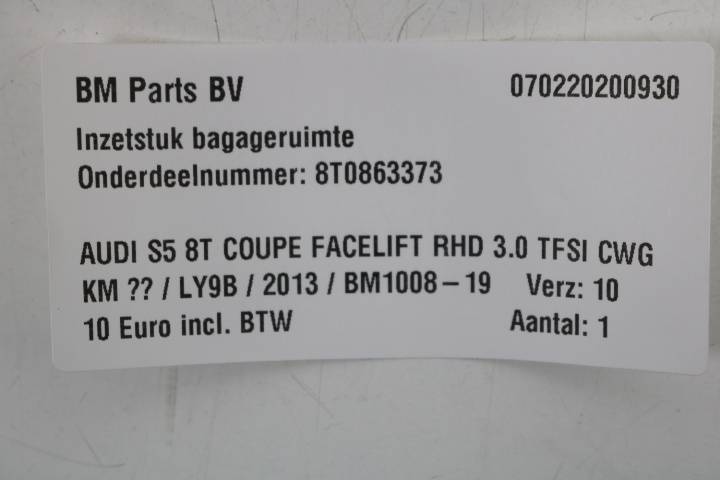 BM Parts BV 070220200930
Inzetstuk bagageruimte
Onderdeelnummer: 8T0863373
AUDI S5 8T COUPE FACELIFT RHD 3.0 TFSI CWG
KM ?? / LY9B / 2013 / BM1008-19 Verz: 10
10 Euro incl. BTW Aantal: 1